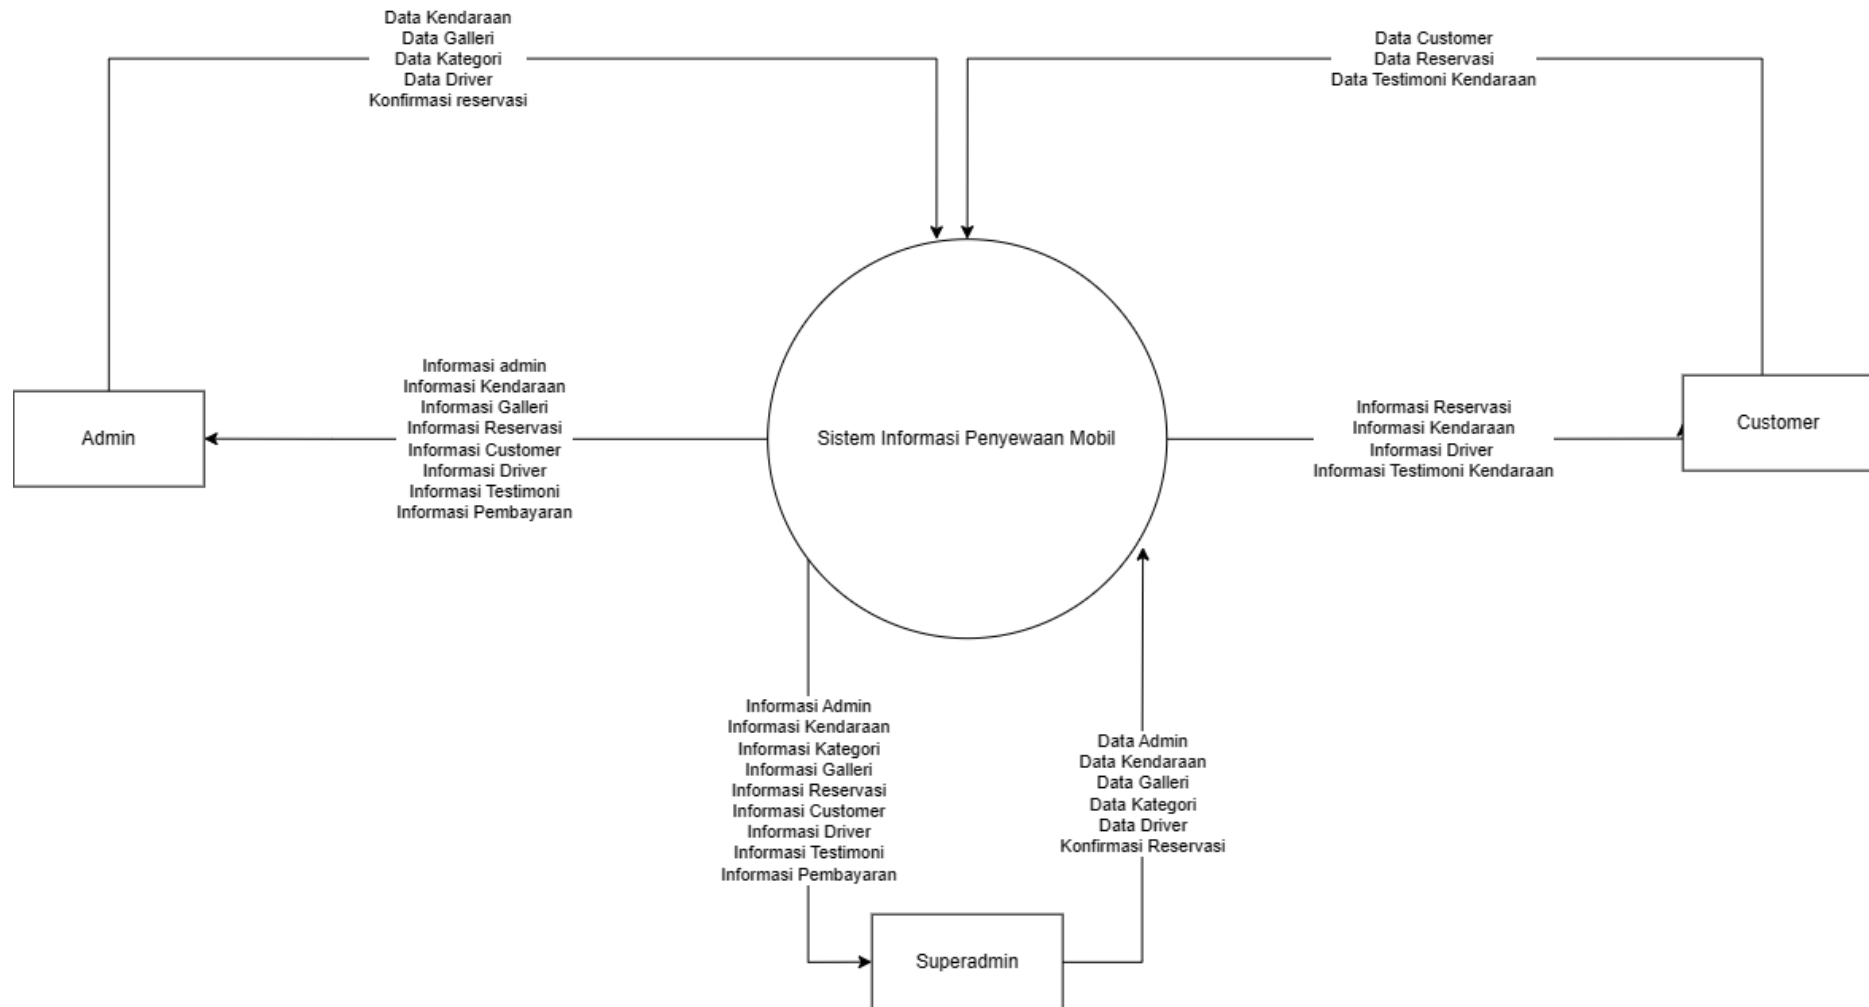 Data Kendaraan
Data Galleri
Data Kategori
Data Driver
Konfirmasi reservasi
Data Customer
Data Reservasi
Data Testimoni Kendaraan
Admin
Informasi admin
Informasi Kendaraan
Informasi Galleri
Informasi Reservasi
Informasi Customer
Informasi Driver
Informasi Testimoni
Informasi Pembayaran
Sistem Informasi Penyewaan Mobil
Informasi Reservasi
Informasi Kendaraan
Informasi Driver
Informasi Testimoni Kendaraan
Customer
Informasi Admin
Informasi Kendaraan
Informasi Kategori
Informasi Galleri
Informasi Reservasi
Informasi Customer
Informasi Driver
Informasi Testimoni
Informasi Pembayaran
Data Admin
Data Kendaraan
Data Galleri
Data Kategori
Data Driver
Konfirmasi Reservasi
Superadmin